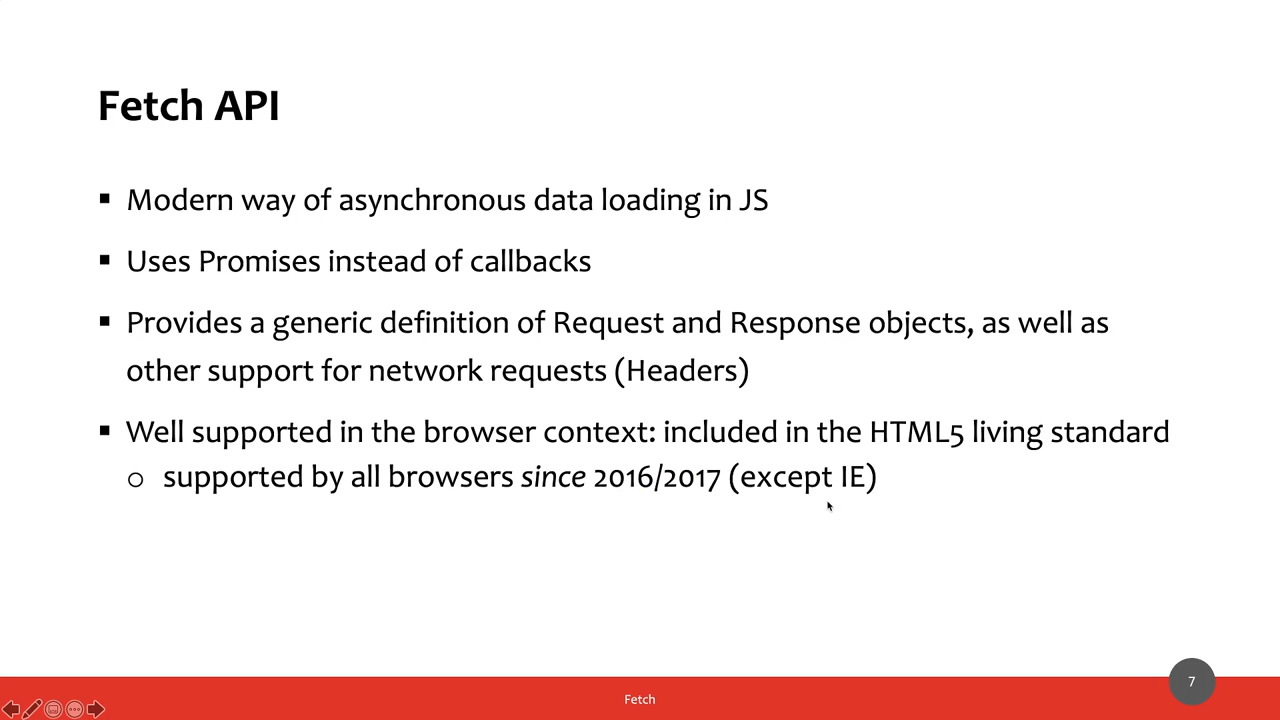 Fetch API
▪ Modern way of asynchronous data loading in JS
▪ Uses Promises instead of callbacks
▪ Provides a generic definition of Request and Response objects, as well as
other support for network requests (Headers)
▪ Well supported in the browser context: included in the HTML5 living standard
o supported by all browsers since 2016/2017 (except IE)
7
Fetch